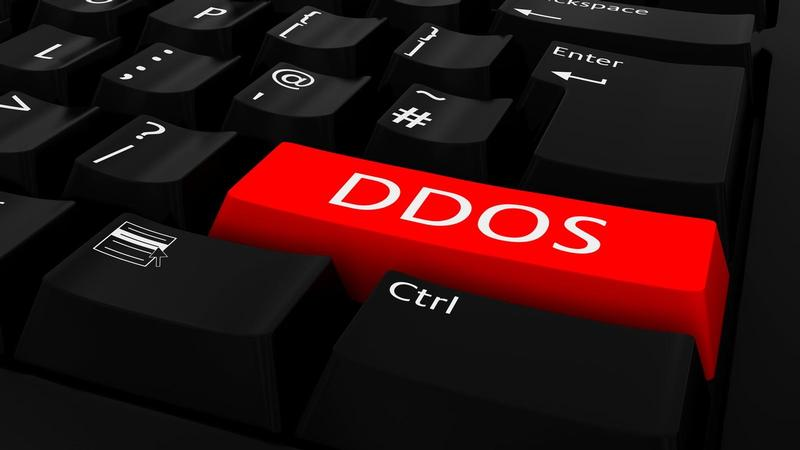 P
{
[
}
]
ckspace
L
:
;
@
'
~
#
Enter
>
?
/
DDOS
Ctrl